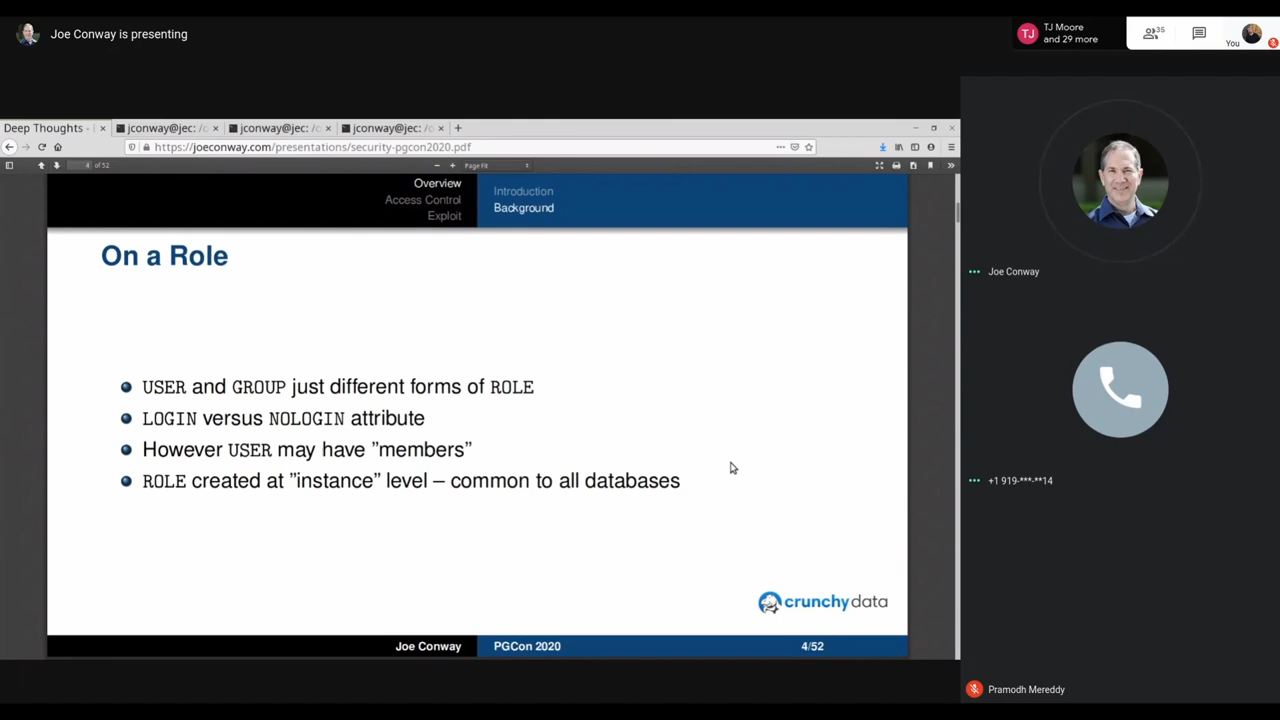 Joe Conway is presenting
TJ
TJ Moore
and 29 more
35
You
Deep Thoughts -
jconway@jec: /o
jconway@jec: /o
jconway@jec: /o
https://joeconway.com/presentations/security-pgcon2020.pdf
4 of 52
Page Fit
Overview
Access Control
Exploit
Introduction
Background
On a Role
USER and GROUP just different forms of ROLE
LOGIN versus NOLOGIN attribute
However USER may have ”members”
ROLE created at ”instance” level – common to all databases
crunchydata
Joe Conway
PGCon 2020
4/52
Joe Conway
+1 919-***-**14
Pramodh Mereddy